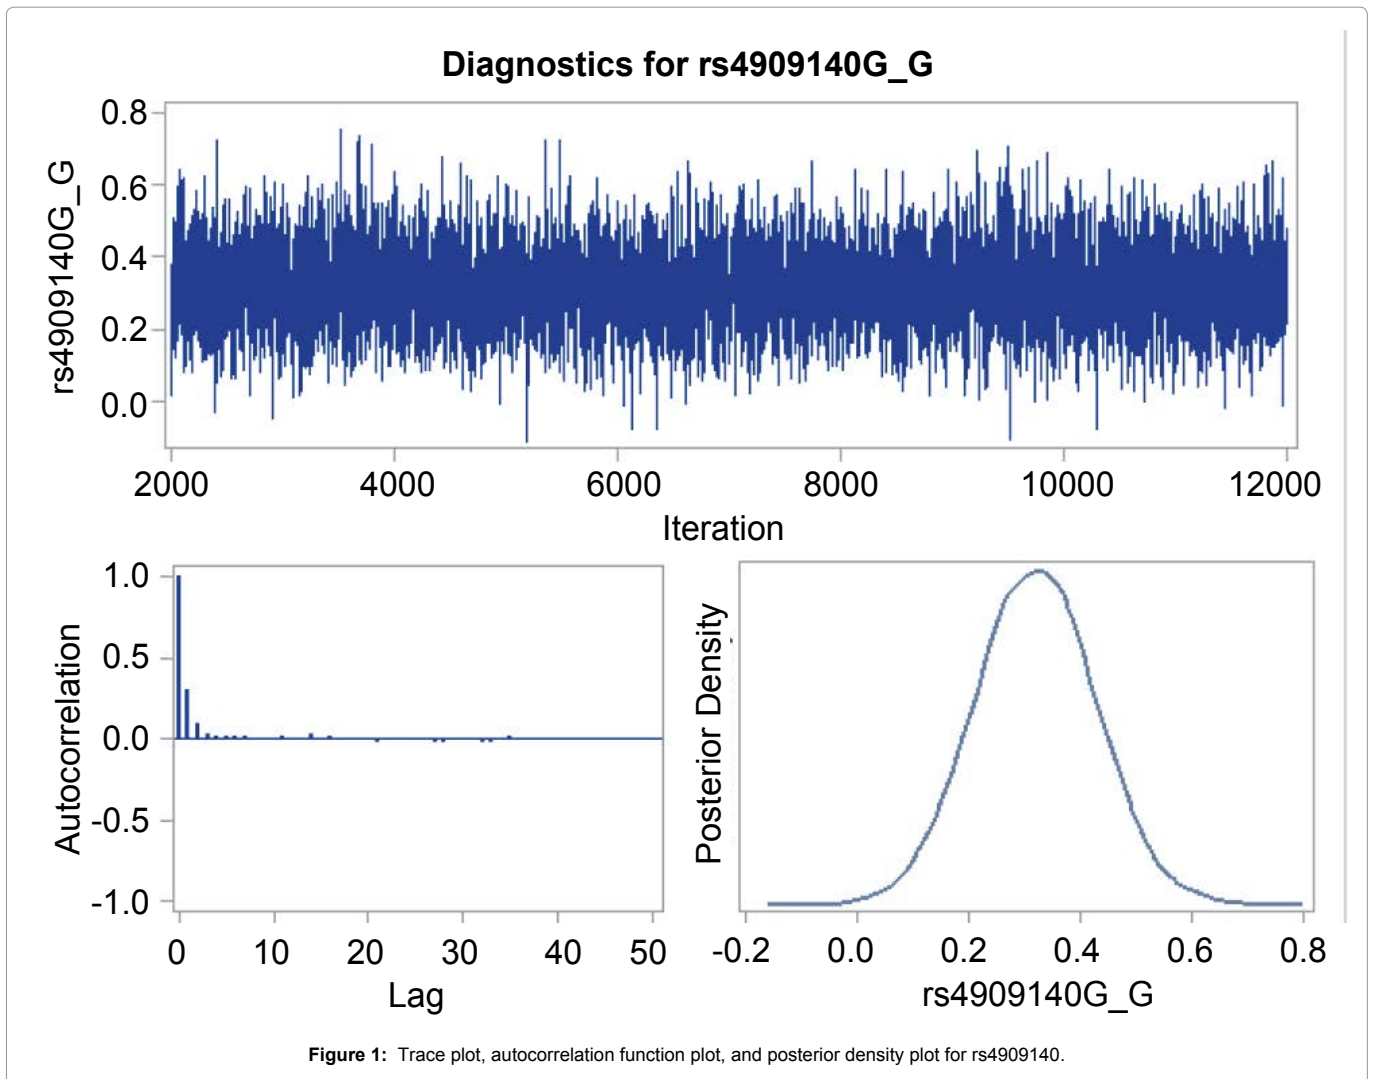 Diagnostics for rs4909140G_G
rs4909140G_G
0.8
0.6
0.4
0.2
0.0
2000 4000 6000 8000 10000 12000
Iteration
Autocorrelation
1.0
0.5
0.0
-0.5
-1.0
0 10 20 30 40 50
Lag
Posterior Density
-0.2 0.0 0.2 0.4 0.6 0.8
rs4909140G_G
Figure 1: Trace plot, autocorrelation function plot, and posterior density plot for rs4909140.